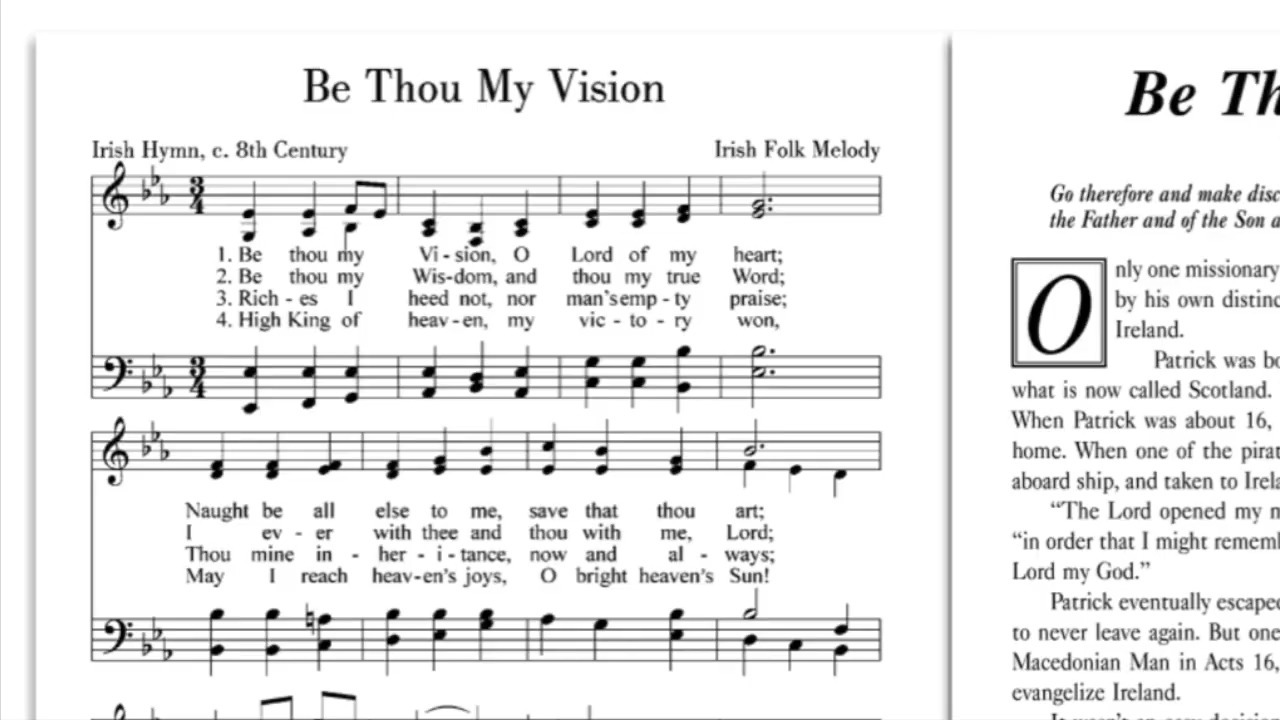 Be Thou My Vision
Irish Hymn, c. 8th Century
Irish Folk Melody
3
4
1. Be thou my Vi - sion, O Lord of my heart;
2. Be thou my Wis-dom, and thou my true Word;
3. Rich - es I heed not, nor man's emp - ty praise;
4. High King of heav - en, my vic - to - ry won,
3
4
Naught be all else to me, save that thou art;
I ev - er with thee and thou with me, Lord;
Thou mine in - her - i - tance, now and al - ways;
May I reach heav-en's joys, O bright heaven's Sun!
Be Th
Go therefore and make disc
the Father and of the Son a
Only one missionary
by his own distinc
Ireland.
Patrick was bo
what is now called Scotland.
When Patrick was about 16,
home. When one of the pirat
aboard ship, and taken to Irela
“The Lord opened my m
“in order that I might rememb
Lord my God.”
Patrick eventually escaped
to never leave again. But one
Macedonian Man in Acts 16,
evangelize Ireland.